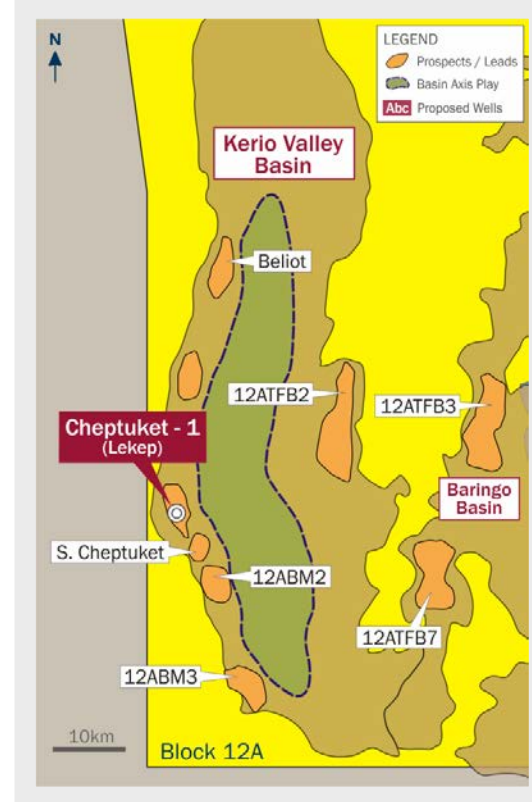 N
LEGEND
Prospects / Leads
Basin Axis Play
Abc Proposed Wells
Kerio Valley
Basin
Beliot
12ATFB2
12ATFB3
Cheptuket - 1
(Lekep)
Baringo
Basin
S. Cheptuket
12ABM2
12ATFB7
12ABM3
10km
Block 12A